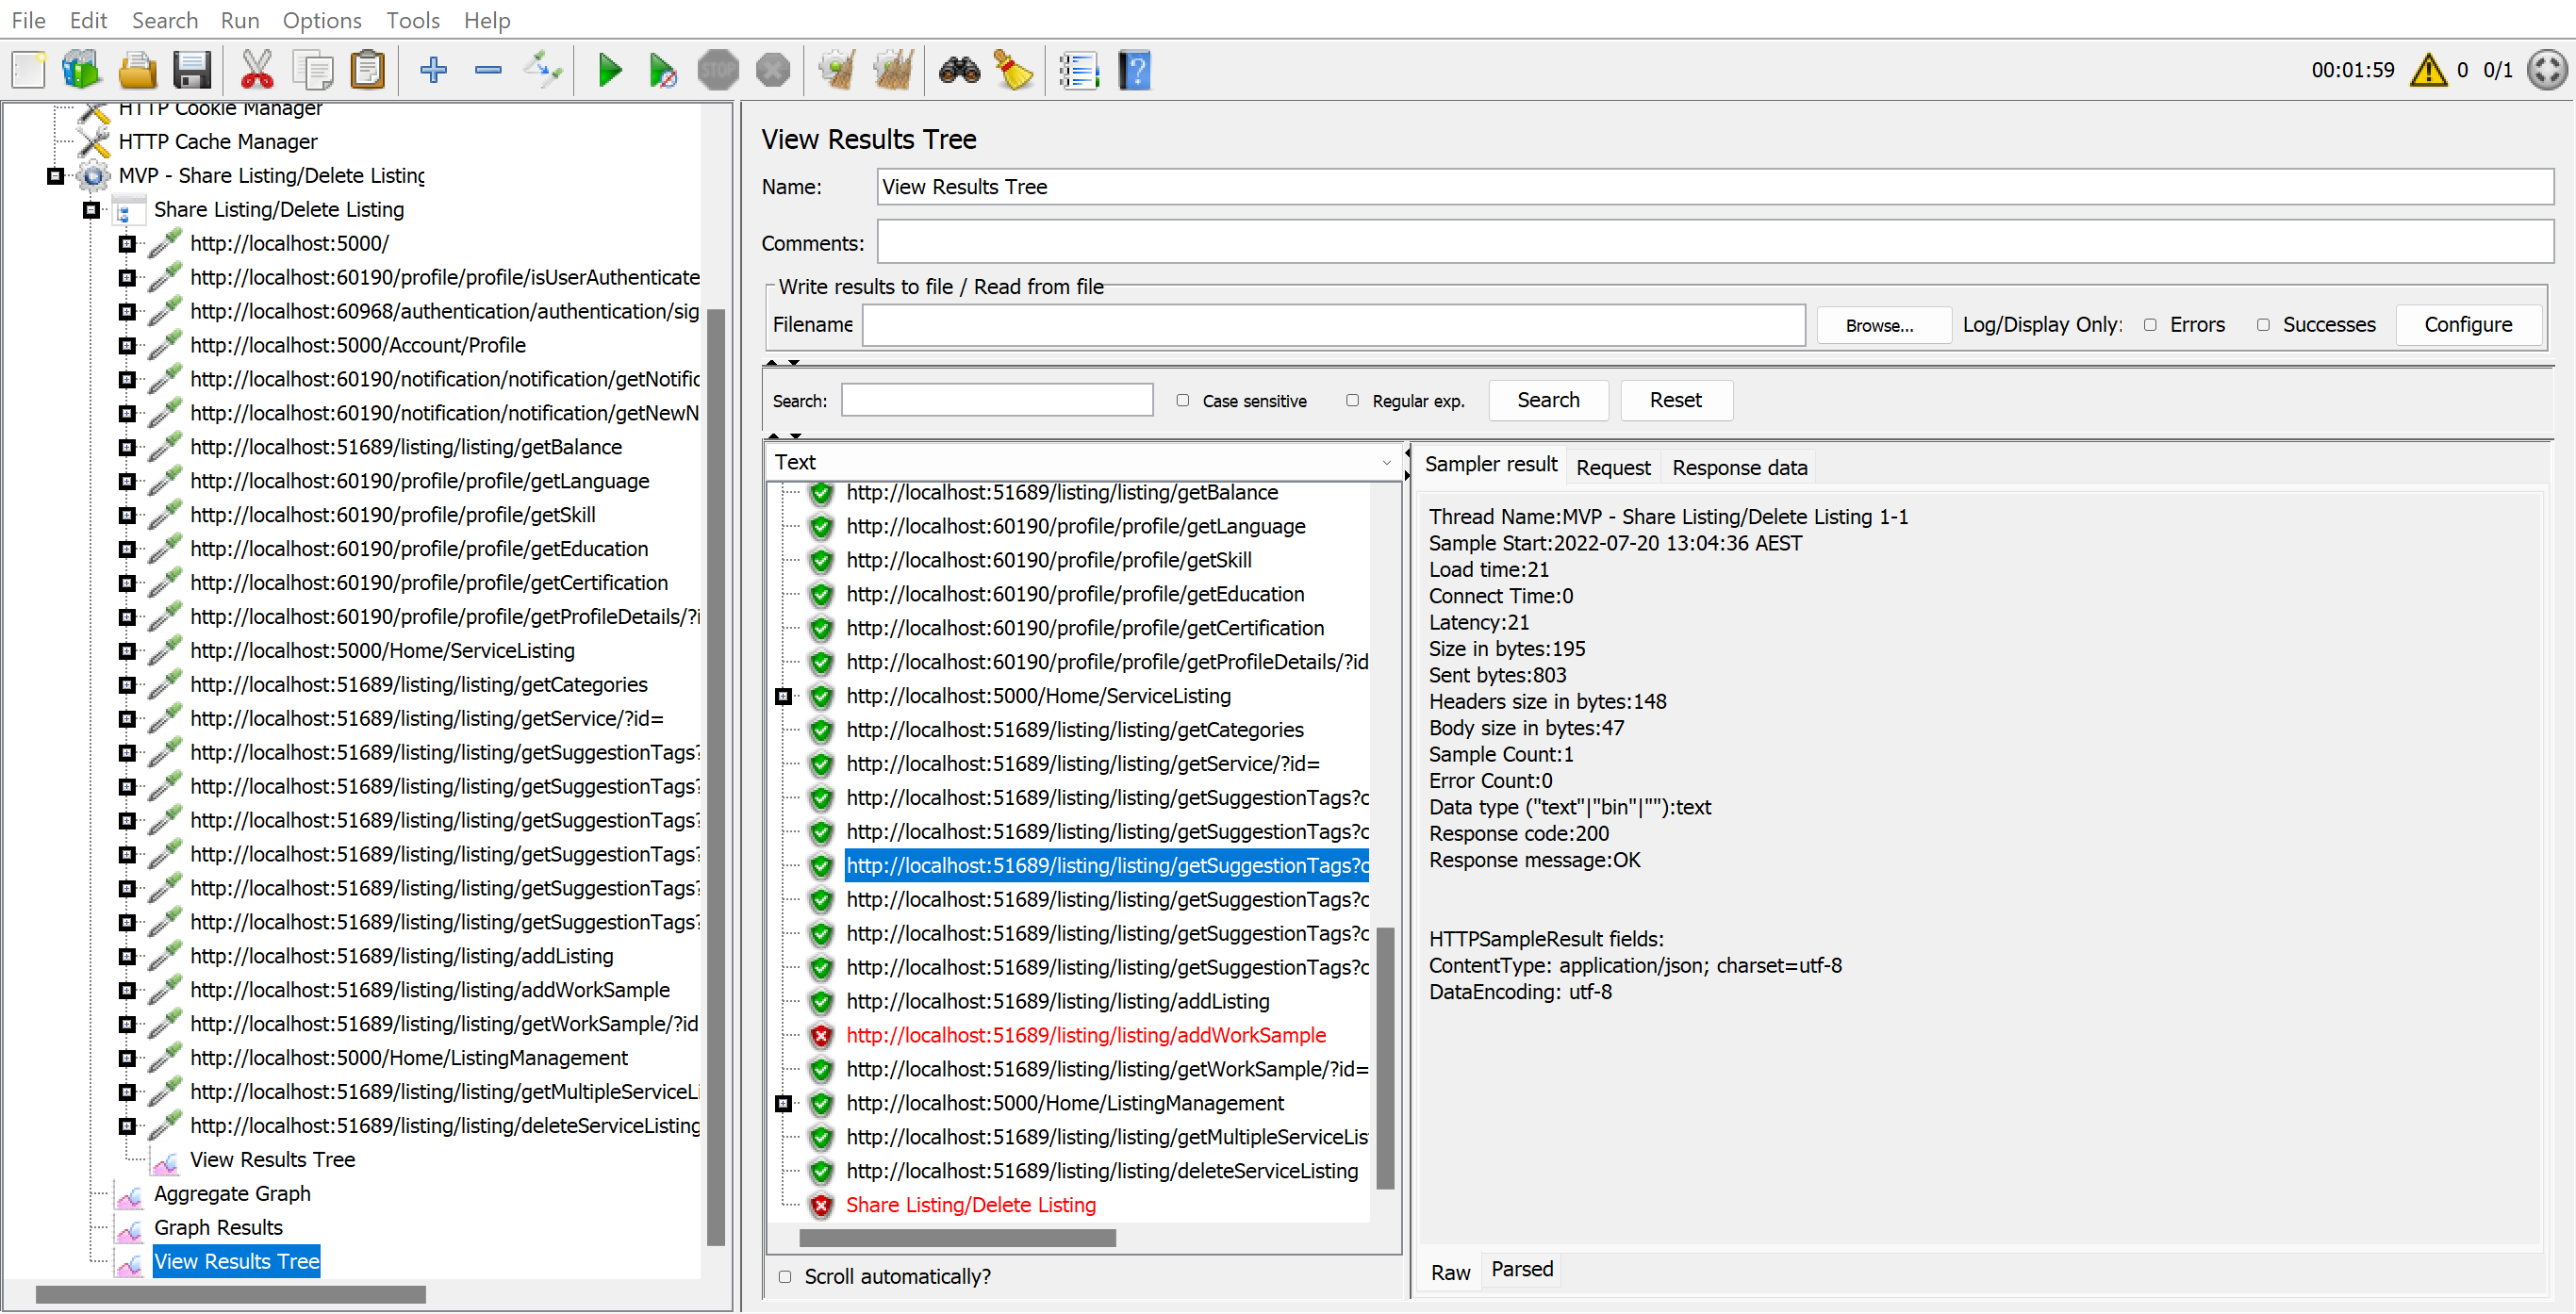 File Edit Search Run Options Tools Help
STOP
00:01:59 0 0/1
HTTP Cookie Manager
HTTP Cache Manager
MVP - Share Listing/Delete Listing
Share Listing/Delete Listing
http://localhost:5000/
http://localhost:60190/profile/profile/isUserAuthenticate
http://localhost:60968/authentication/authentication/sig
http://localhost:5000/Account/Profile
http://localhost:60190/notification/notification/getNotific
http://localhost:60190/notification/notification/getNewN
http://localhost:51689/listing/listing/getBalance
http://localhost:60190/profile/profile/getLanguage
http://localhost:60190/profile/profile/getSkill
http://localhost:60190/profile/profile/getEducation
http://localhost:60190/profile/profile/getCertification
http://localhost:60190/profile/profile/getProfileDetails/?i
http://localhost:5000/Home/ServiceListing
http://localhost:51689/listing/listing/getCategories
http://localhost:51689/listing/listing/getService/?id=
http://localhost:51689/listing/listing/getSuggestionTags?
http://localhost:51689/listing/listing/getSuggestionTags?
http://localhost:51689/listing/listing/getSuggestionTags?
http://localhost:51689/listing/listing/getSuggestionTags?
http://localhost:51689/listing/listing/getSuggestionTags?
http://localhost:51689/listing/listing/getSuggestionTags?
http://localhost:51689/listing/listing/addListing
http://localhost:51689/listing/listing/addWorkSample
http://localhost:51689/listing/listing/getWorkSample/?id
http://localhost:5000/Home/ListingManagement
http://localhost:51689/listing/listing/getMultipleServiceLi
http://localhost:51689/listing/listing/deleteServiceListing
View Results Tree
Aggregate Graph
Graph Results
View Results Tree
View Results Tree
Name: View Results Tree
Comments:
Write results to file / Read from file
Filename Browse... Log/Display Only: Errors Successes Configure
Search: Case sensitive Regular exp. Search Reset
Text
http://localhost:51689/listing/listing/getBalance
http://localhost:60190/profile/profile/getLanguage
http://localhost:60190/profile/profile/getSkill
http://localhost:60190/profile/profile/getEducation
http://localhost:60190/profile/profile/getCertification
http://localhost:60190/profile/profile/getProfileDetails/?id
http://localhost:5000/Home/ServiceListing
http://localhost:51689/listing/listing/getCategories
http://localhost:51689/listing/listing/getService/?id=
http://localhost:51689/listing/listing/getSuggestionTags?c
http://localhost:51689/listing/listing/getSuggestionTags?c
http://localhost:51689/listing/listing/getSuggestionTags?c
http://localhost:51689/listing/listing/getSuggestionTags?c
http://localhost:51689/listing/listing/getSuggestionTags?c
http://localhost:51689/listing/listing/getSuggestionTags?c
http://localhost:51689/listing/listing/addListing
http://localhost:51689/listing/listing/addWorkSample
http://localhost:51689/listing/listing/getWorkSample/?id=
http://localhost:5000/Home/ListingManagement
http://localhost:51689/listing/listing/getMultipleServiceLis
http://localhost:51689/listing/listing/deleteServiceListing
Share Listing/Delete Listing
Scroll automatically?
Sampler result Request Response data
Thread Name:MVP - Share Listing/Delete Listing 1-1
Sample Start:2022-07-20 13:04:36 AEST
Load time:21
Connect Time:0
Latency:21
Size in bytes:195
Sent bytes:803
Headers size in bytes:148
Body size in bytes:47
Sample Count:1
Error Count:0
Data type ("text"|"bin"|""):text
Response code:200
Response message:OK
HTTPSampleResult fields:
ContentType: application/json; charset=utf-8
DataEncoding: utf-8
Raw Parsed